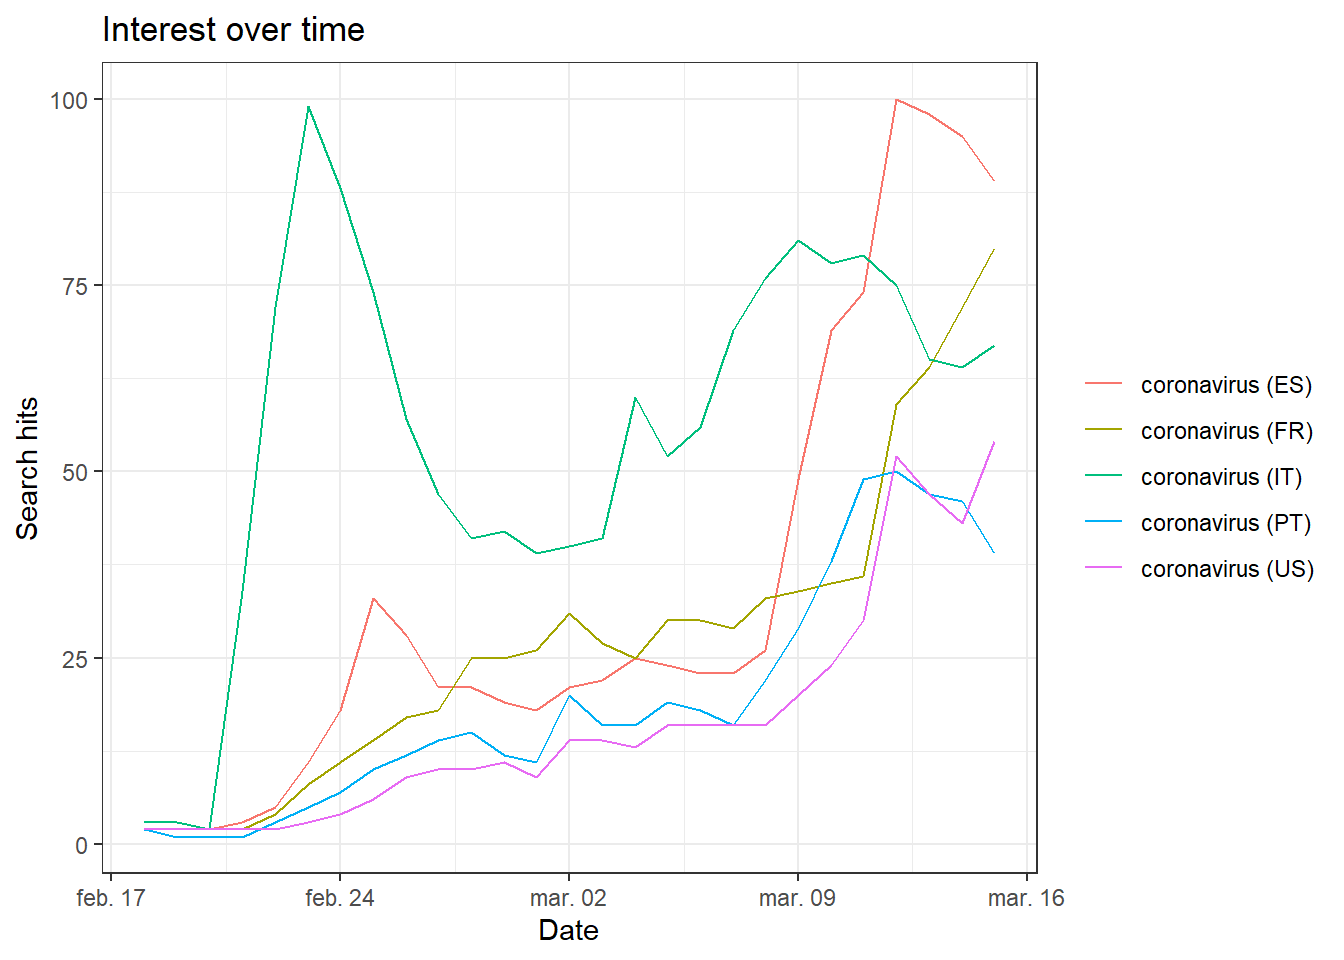 Interest over time
100
75
50
25
0
Search hits
feb. 17
feb. 24
mar. 02
mar. 09
mar. 16
Date
coronavirus (ES)
coronavirus (FR)
coronavirus (IT)
coronavirus (PT)
coronavirus (US)